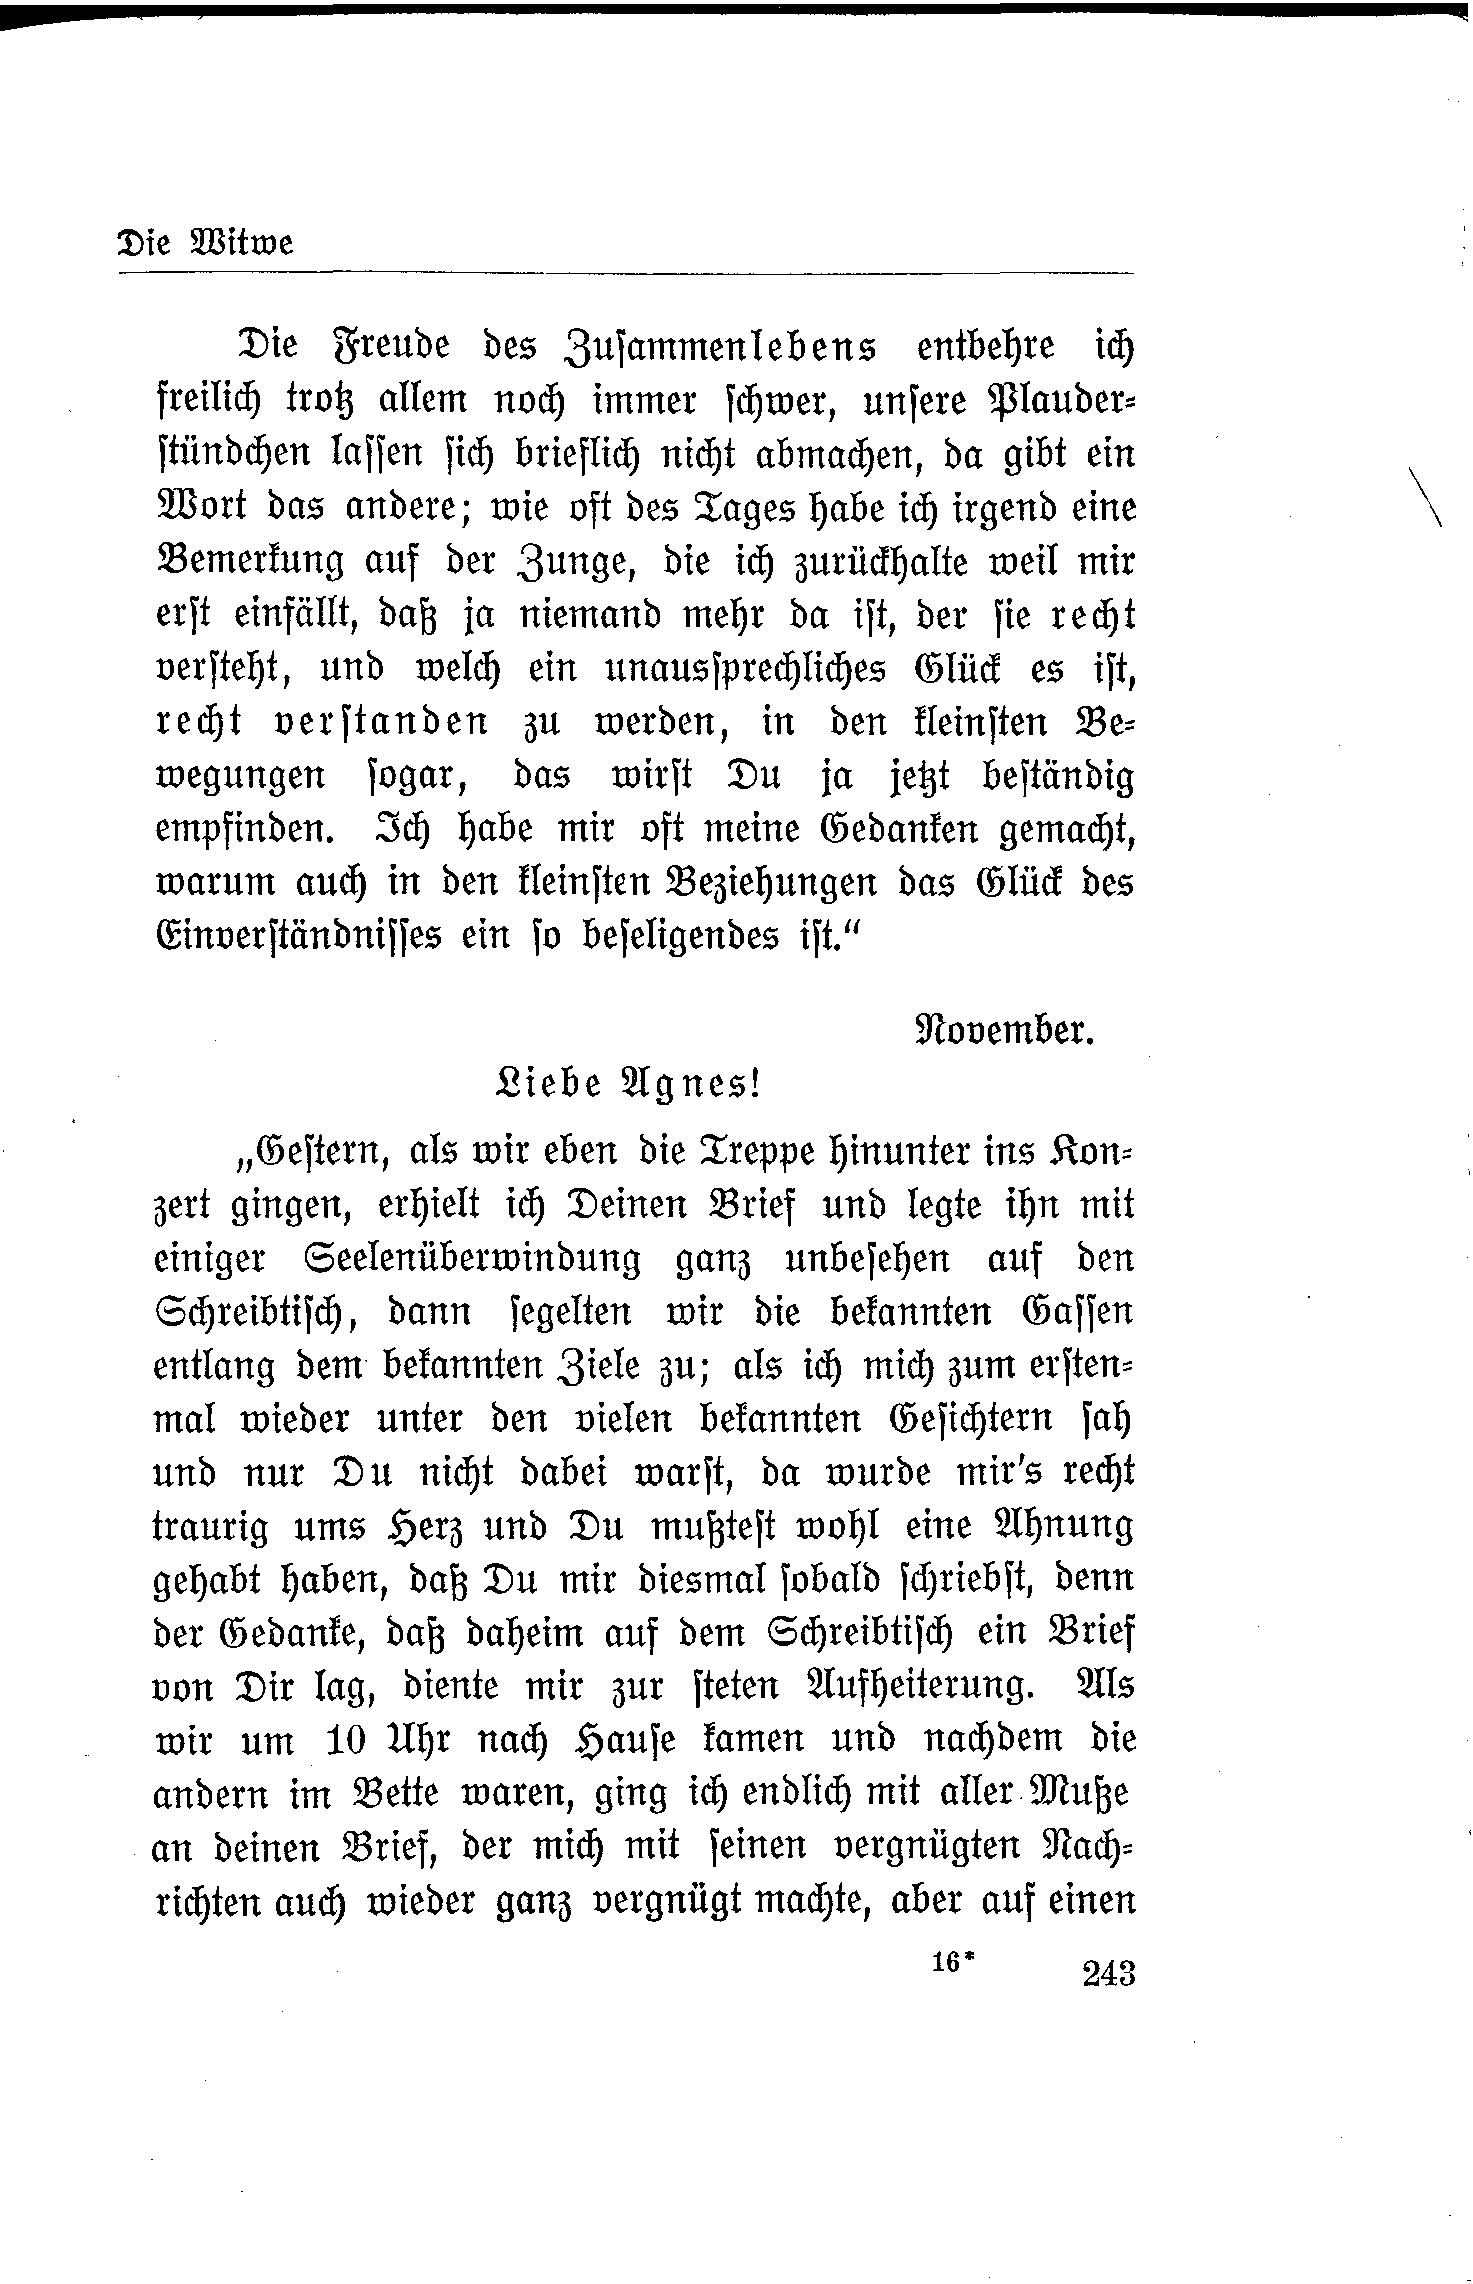 Die Witwe
Die Freude des Zusammenlebens entbehre ich
freilich trotz allem noch immer schwer, unsere Plauder-
stündchen lassen sich brieflich nicht abmachen, da gibt ein
Wort das andere; wie oft des Tages habe ich irgend eine
Bemerkung auf der Zunge, die ich zurückhalte weil mir
erst einfällt, daß ja niemand mehr da ist, der sie recht
versteht, und welch ein unaussprechliches Glück es ist,
recht verstanden zu werden, in den kleinsten Be-
wegungen sogar, das wirst Du ja jetzt beständig
empfinden. Ich habe mir oft meine Gedanken gemacht,
warum auch in den kleinsten Beziehungen das Glück des
Einverständnisses ein so beseligendes ist.“
November.
Liebe Agnes!
„Gestern, als wir eben die Treppe hinunter ins Kon-
zert gingen, erhielt ich Deinen Brief und legte ihn mit
einiger Seelenüberwindung ganz unbesehen auf den
Schreibtisch, dann segelten wir die bekannten Gassen
entlang dem bekannten Ziele zu; als ich mich zum ersten-
mal wieder unter den vielen bekannten Gesichtern sah
und nur Du nicht dabei warst, da wurde mir's recht
traurig ums Herz und Du mußtest wohl eine Ahnung
gehabt haben, daß Du mir diesmal sobald schriebst, denn
der Gedanke, daß daheim auf dem Schreibtisch ein Brief
von Dir lag, diente mir zur steten Aufheiterung. Als
wir um 10 Uhr nach Hause kamen und nachdem die
andern im Bette waren, ging ich endlich mit aller Muße
an deinen Brief, der mich mit seinen vergnügten Nach-
richten auch wieder ganz vergnügt machte, aber auf einen
16* 243